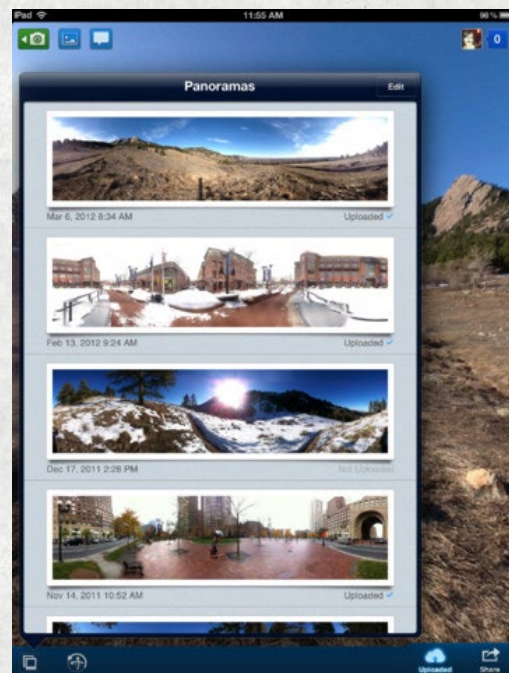 iPad 11:55 AM 96%
0
Panoramas Edit
Mar 6, 2012 8:34 AM Uploaded
Feb 13, 2012 9:24 AM Uploaded
Dec 17, 2011 2:28 PM Not Uploaded
Nov 14, 2011 10:52 AM Uploaded
Uploaded Share